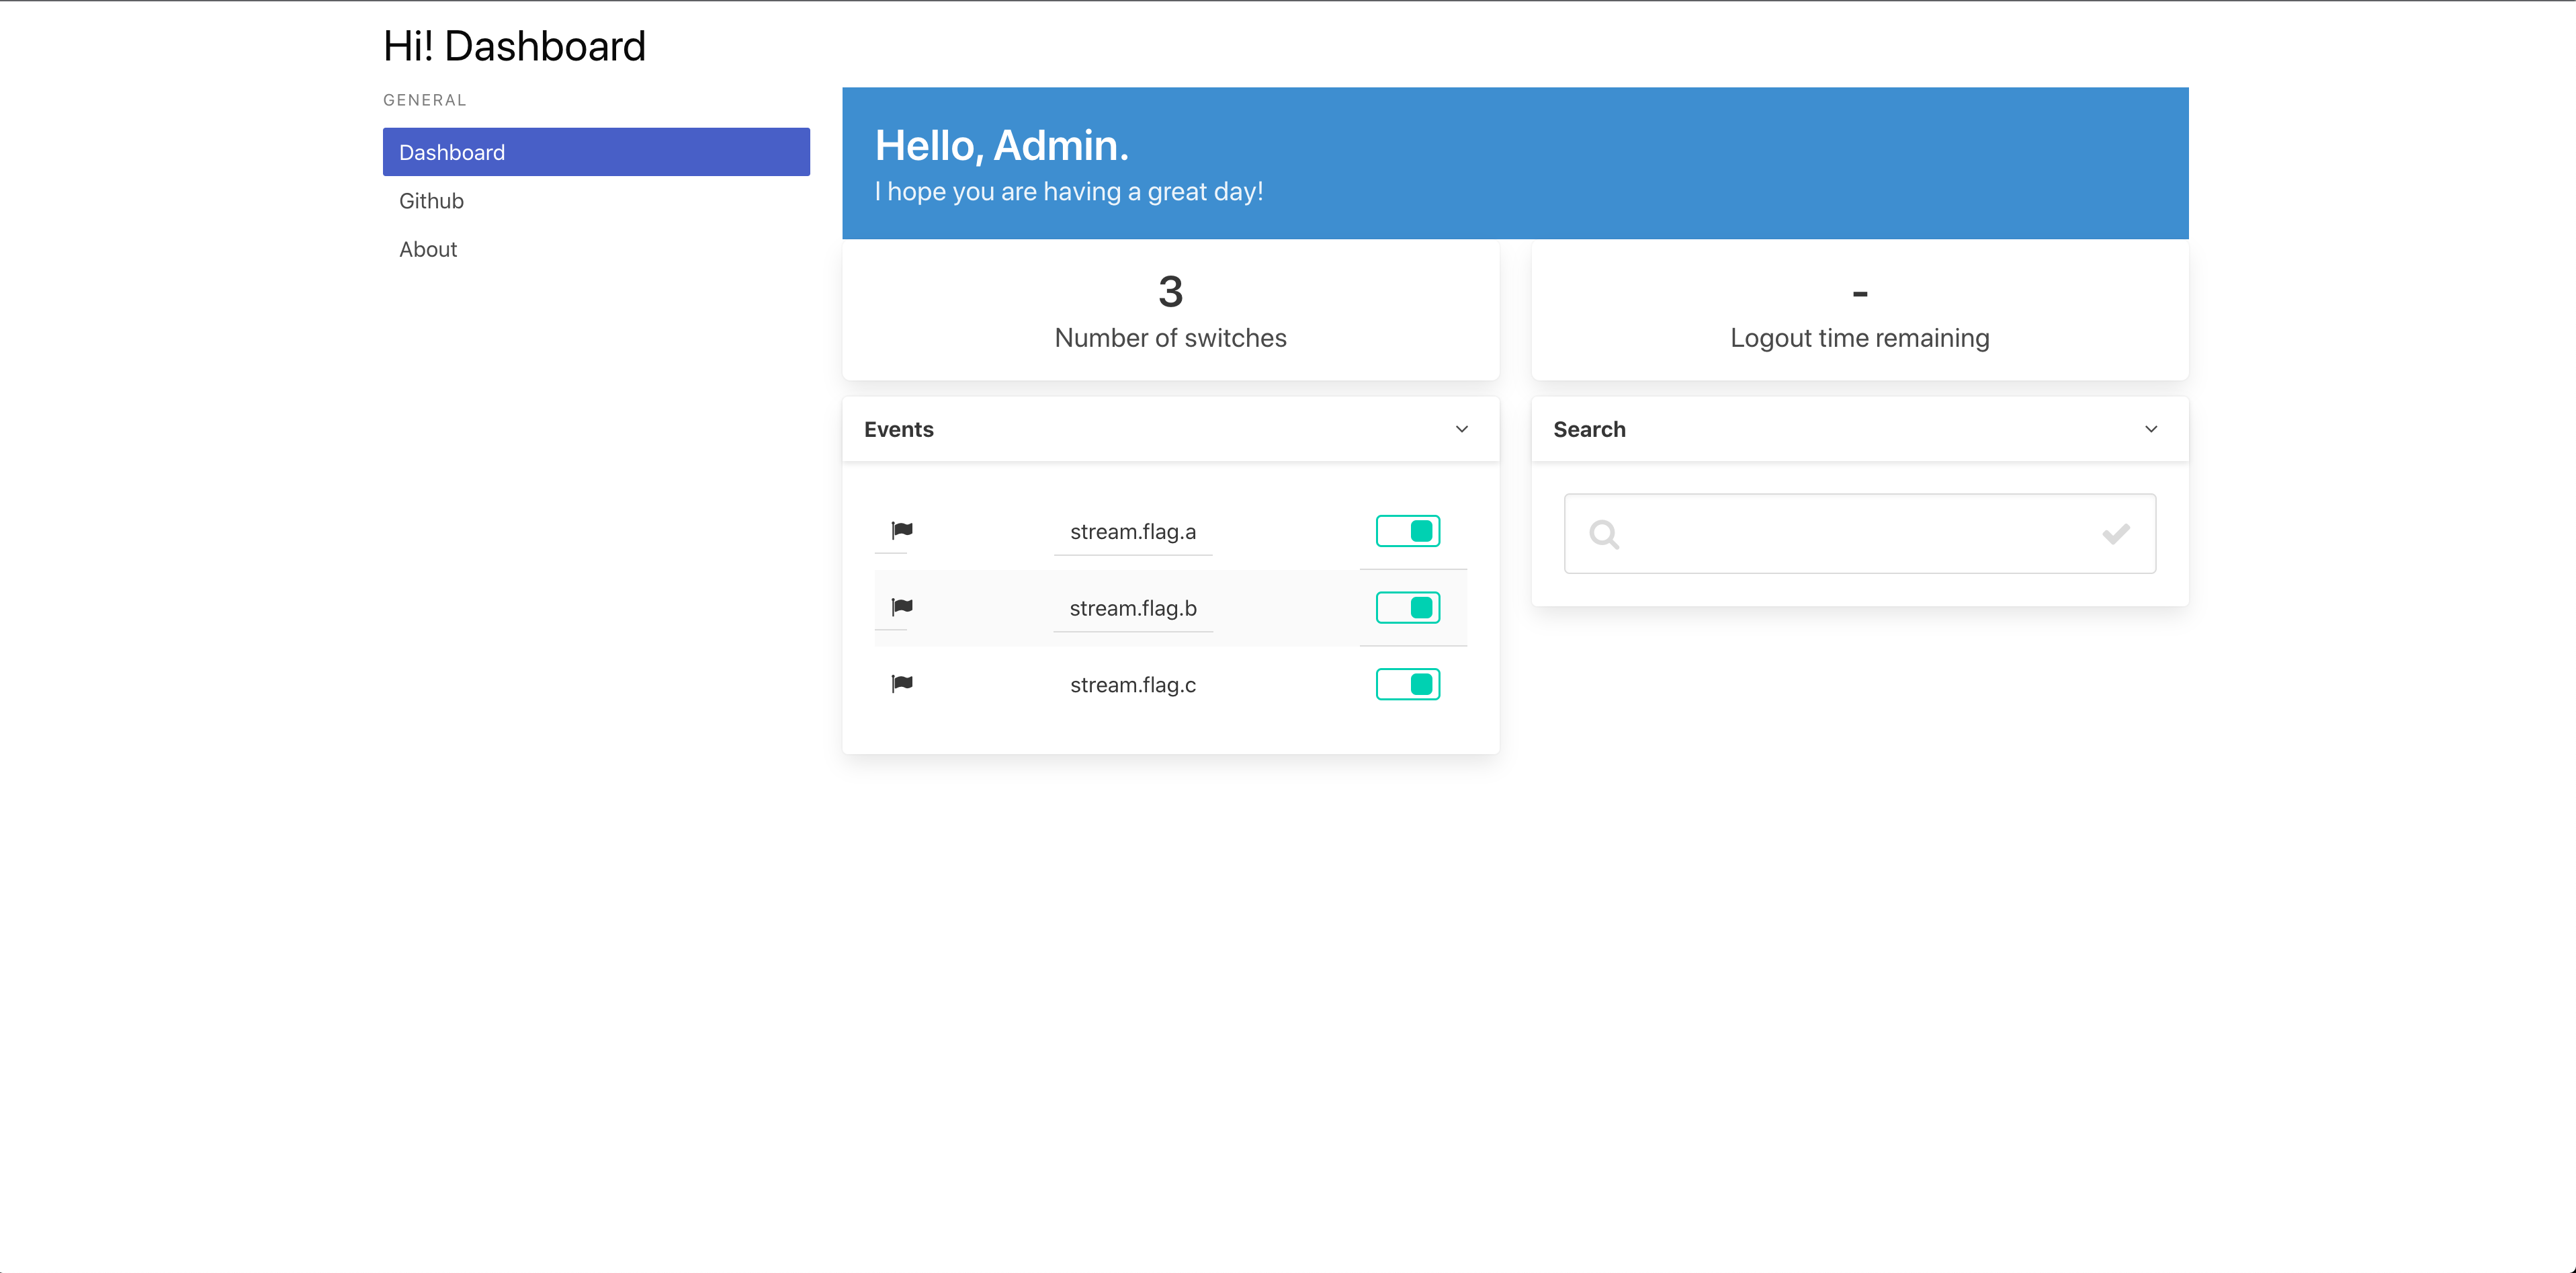 Hi! Dashboard
GENERAL
Dashboard
Github
About
Hello, Admin.
I hope you are having a great day!
3
Number of switches
-
Logout time remaining
Events
stream.flag.a
stream.flag.b
stream.flag.c
Search